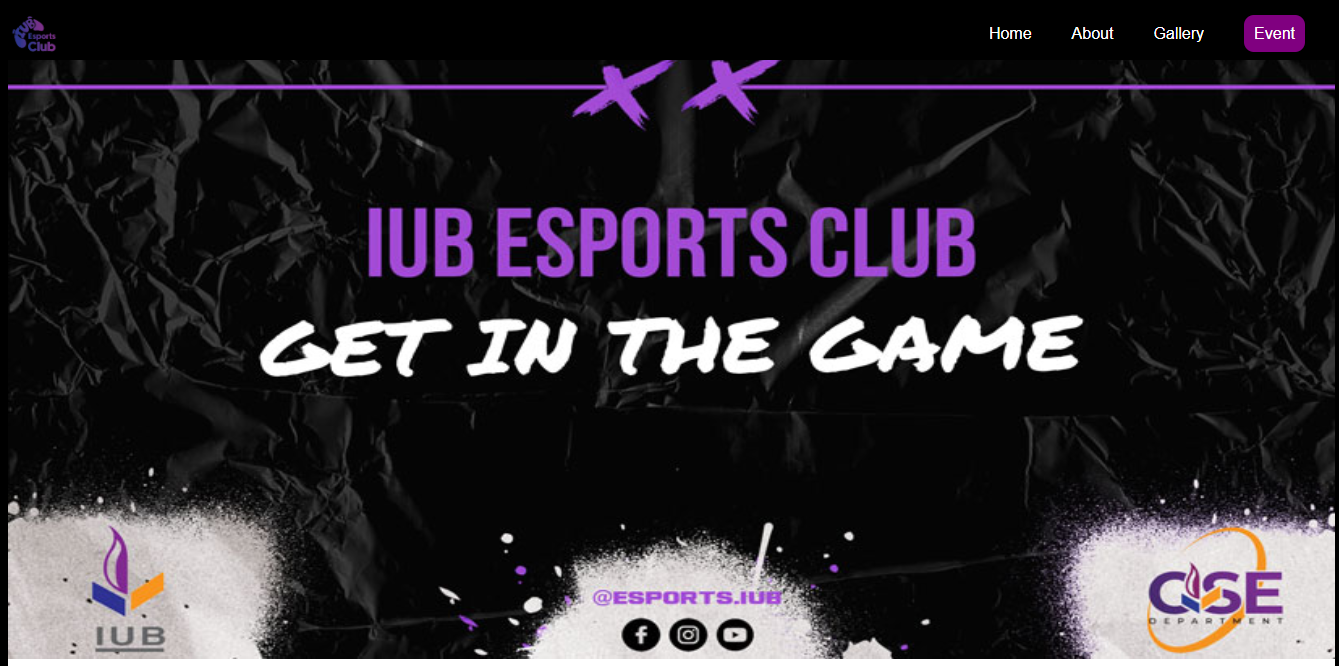 IUB
Esports
Club
Home
About
Gallery
Event
IUB ESPORTS CLUB
GET IN THE GAME
@ESPORTS.IUB
IUB
CSE
DEPARTMENT